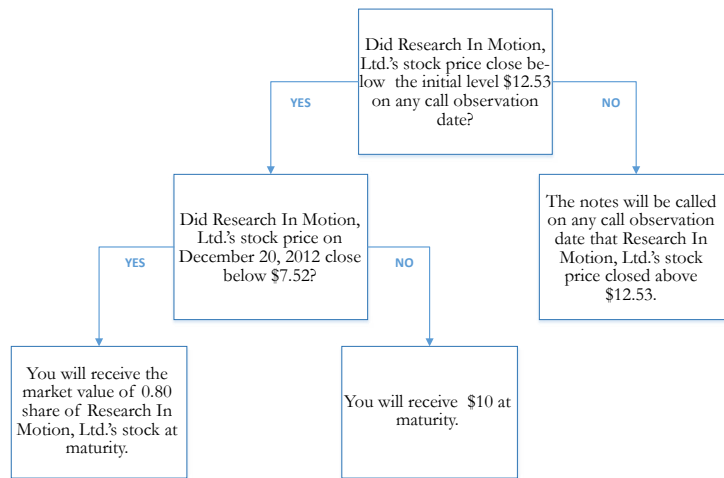 Did Research In Motion,
Ltd.'s stock price close be-
low the initial level $12.53
on any call observation
date?
YES
NO
Did Research In Motion,
Ltd.'s stock price on
December 20, 2012 close
below $7.52?
The notes will be called
on any call observation
date that Research In
Motion, Ltd.'s stock
price closed above
$12.53.
YES
NO
You will receive the
market value of 0.80
share of Research In
Motion, Ltd.'s stock at
maturity.
You will receive $10 at
maturity.